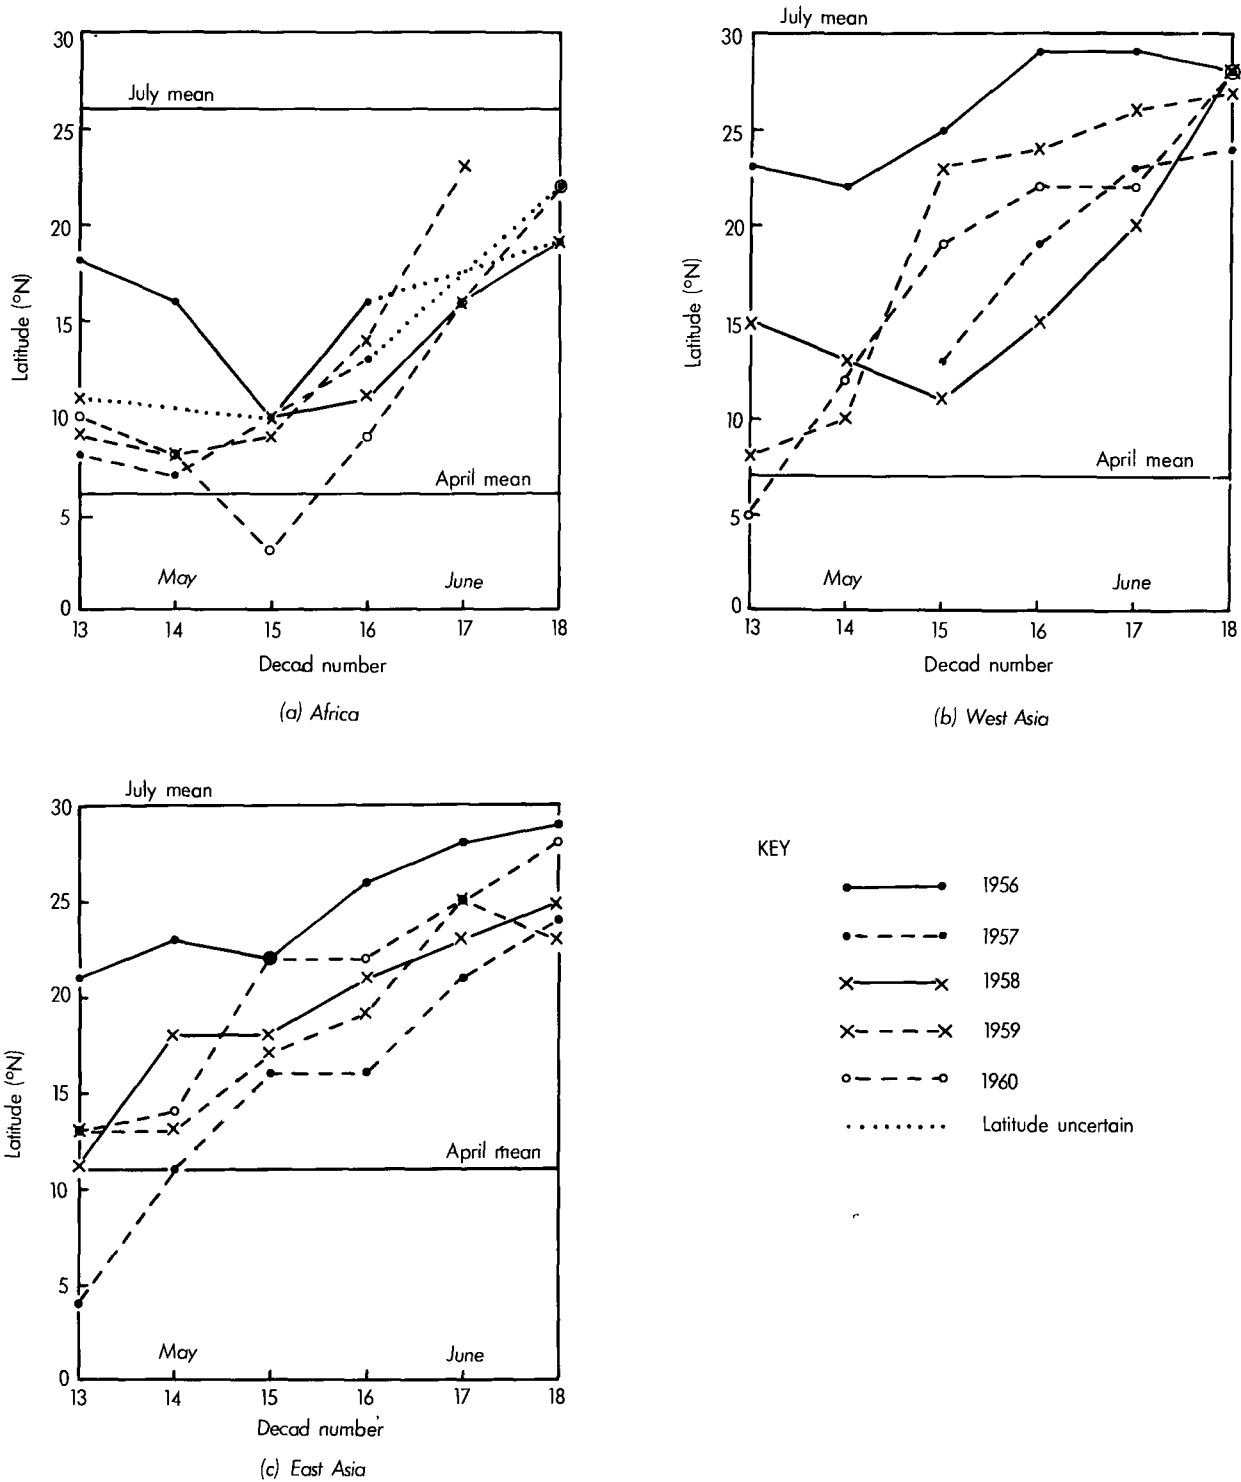 30
July mean
25
20
Latitude (°N)
15
10
April mean
5
May
June
0
13 14 15 16 17 18
Decad number
(a) Africa
July mean
30
25
20
Latitude (°N)
15
10
April mean
5
May
June
0
13 14 15 16 17 18
Decad number
(b) West Asia
July mean
30
25
20
Latitude (°N)
15
April mean
10
5
May
June
0
13 14 15 16 17 18
Decad number
(c) East Asia
KEY
1956
1957
1958
1959
1960
Latitude uncertain